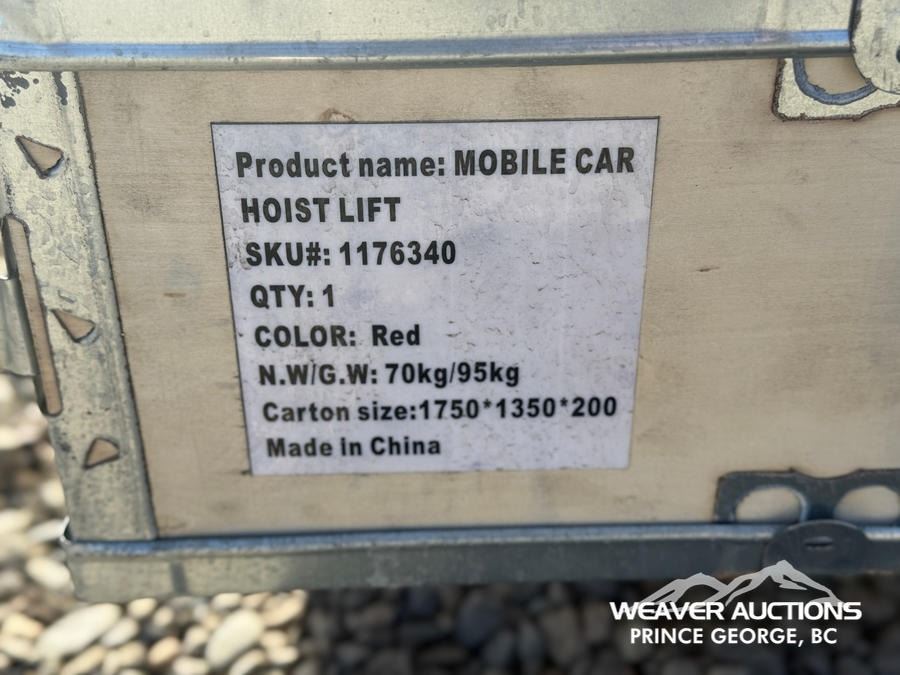 Product name: MOBILE CAR
HOIST LIFT
SKU#: 1176340
QTY: 1
COLOR: Red
N.W/G.W: 70kg/95kg
Carton size:1750*1350*200
Made in China
WEAVER AUCTIONS
PRINCE GEORGE, BC